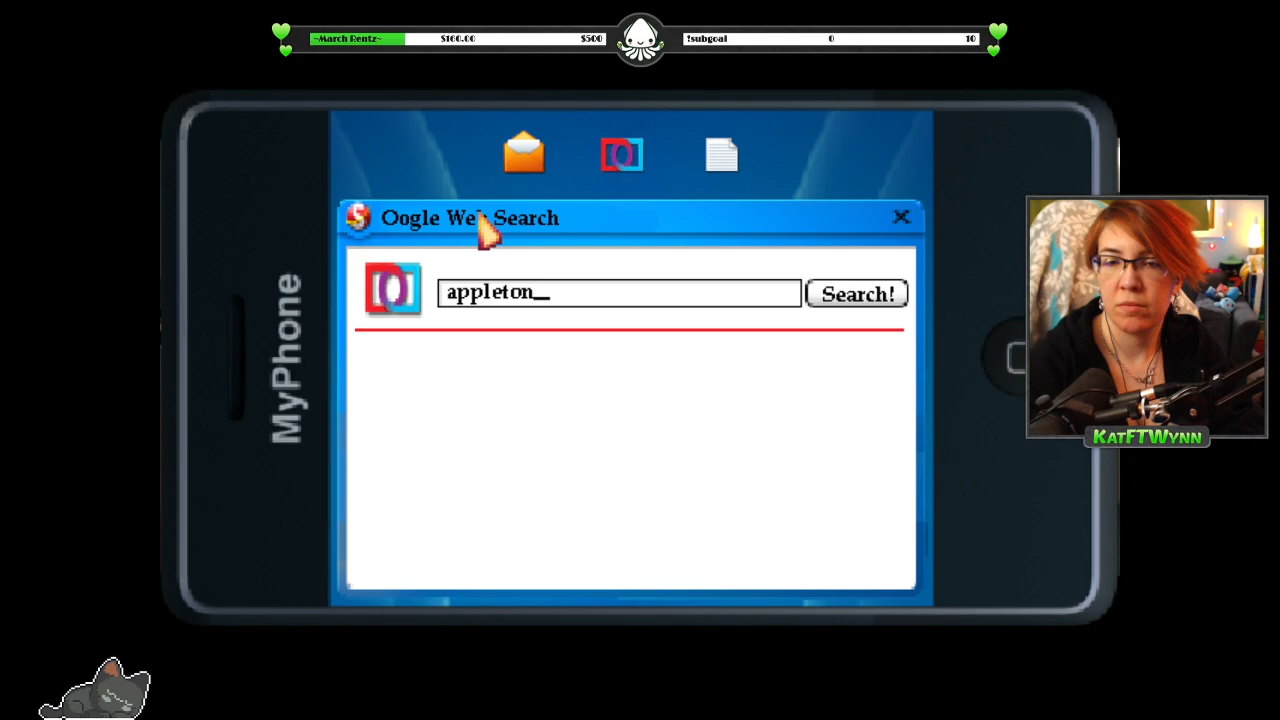 ~March Rentz~ $160.00 $500
!subgoal 0 10
Oogle Web Search
appleton_
Search!
MyPhone
KatFTWynn